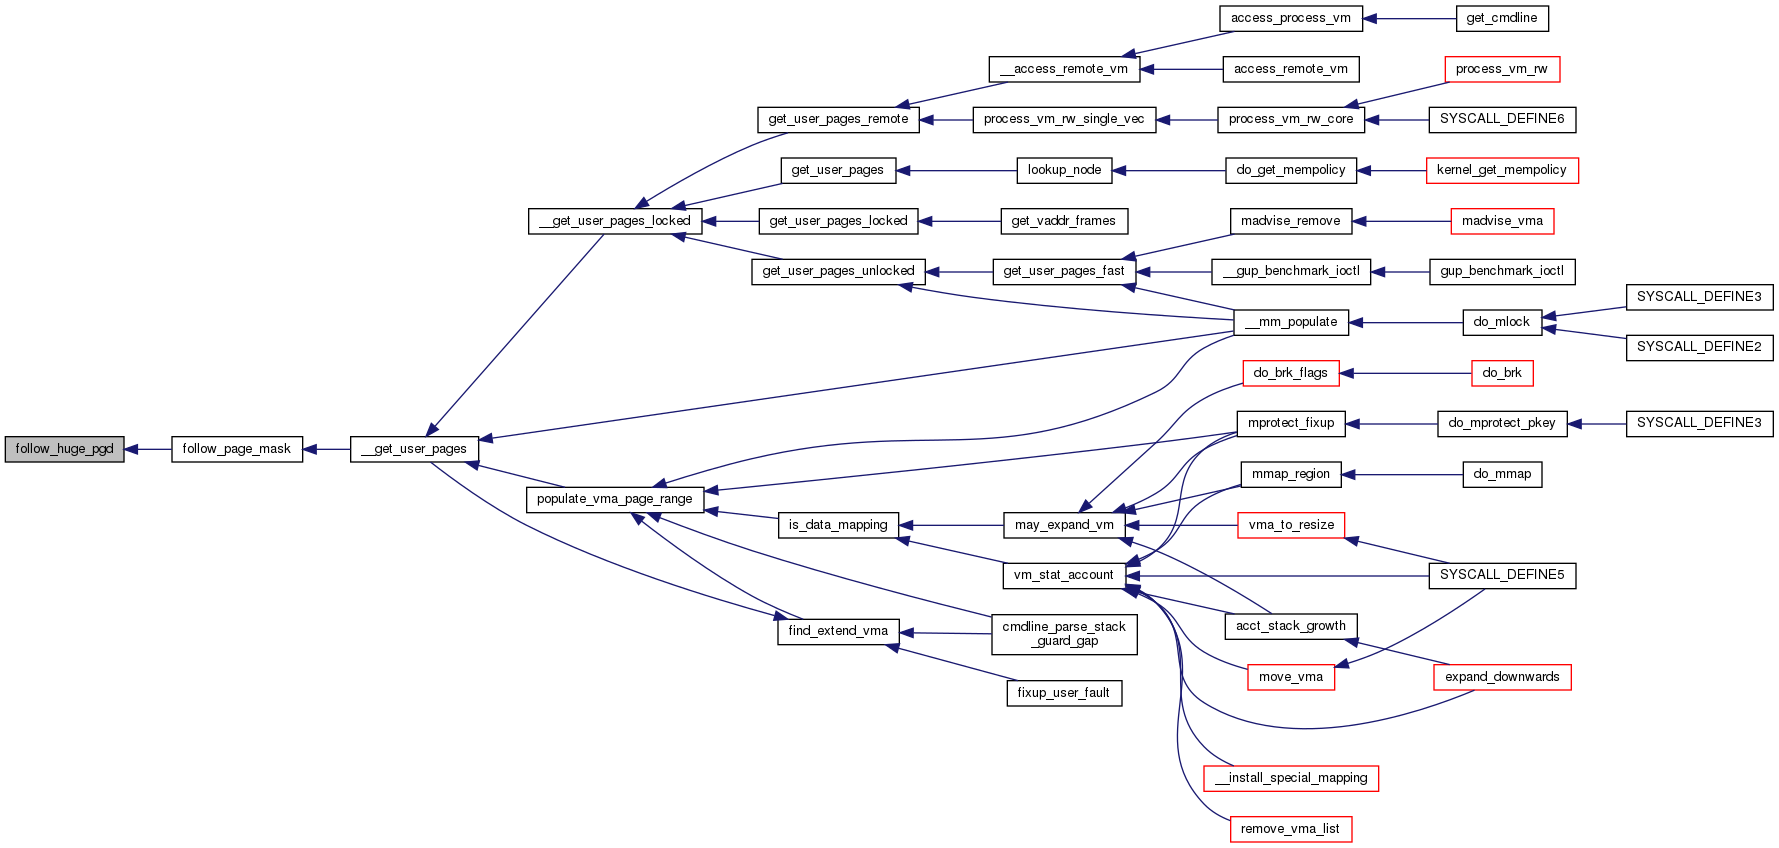 access_process_vm
get_cmdline
__access_remote_vm
access_remote_vm
process_vm_rw
get_user_pages_remote
process_vm_rw_single_vec
process_vm_rw_core
SYSCALL_DEFINE6
get_user_pages
lookup_node
do_get_mempolicy
kernel_get_mempolicy
__get_user_pages_locked
get_user_pages_locked
get_vaddr_frames
madvise_remove
madvise_vma
get_user_pages_unlocked
get_user_pages_fast
__gup_benchmark_ioctl
gup_benchmark_ioctl
SYSCALL_DEFINE3
__mm_populate
do_mlock
SYSCALL_DEFINE2
do_brk_flags
do_brk
mprotect_fixup
do_mprotect_pkey
SYSCALL_DEFINE3
follow_huge_pgd
follow_page_mask
__get_user_pages
mmap_region
do_mmap
populate_vma_page_range
is_data_mapping
may_expand_vm
vma_to_resize
vm_stat_account
SYSCALL_DEFINE5
find_extend_vma
cmdline_parse_stack
_guard_gap
acct_stack_growth
fixup_user_fault
move_vma
expand_downwards
__install_special_mapping
remove_vma_list